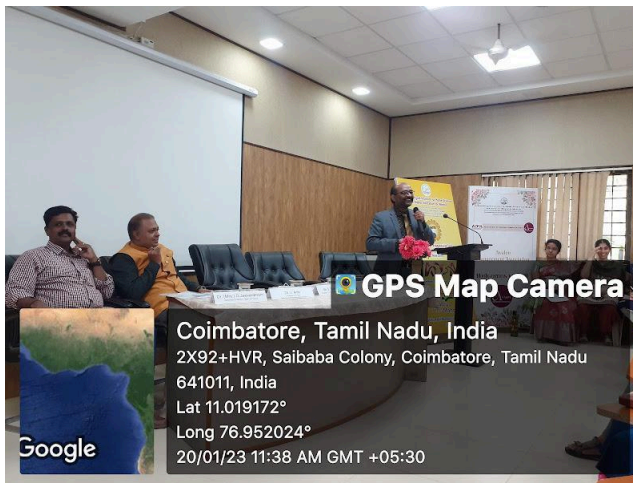 GPS Map Camera
Coimbatore, Tamil Nadu, India
2X92+HVR, Saibaba Colony, Coimbatore, Tamil Nadu
641011, India
Lat 11.019172°
Long 76.952024°
20/01/23 11:38 AM GMT +05:30
Google